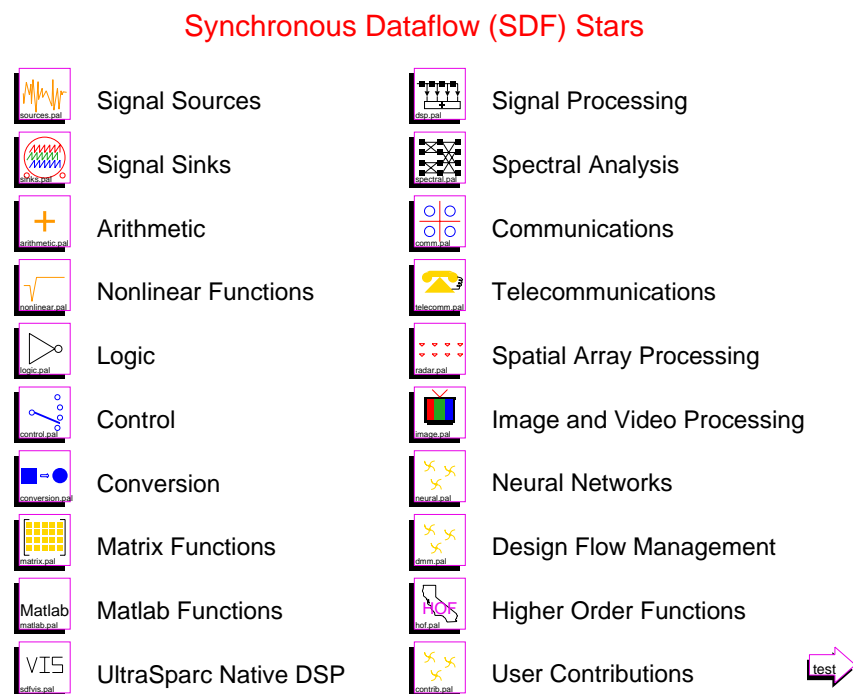 Synchronous Dataflow (SDF) Stars
sources.pal
Signal Sources
sinks.pal
Signal Sinks
arithmetic.pal
Arithmetic
nonlinear.pal
Nonlinear Functions
logic.pal
Logic
control.pal
Control
conversion.pal
Conversion
matrix.pal
Matrix Functions
Matlab
matlab.pal
Matlab Functions
VIS
sdfvis.pal
UltraSparc Native DSP
dsp.pal
Signal Processing
spectral.pal
Spectral Analysis
comm.pal
Communications
telecomm.pal
Telecommunications
radar.pal
Spatial Array Processing
image.pal
Image and Video Processing
neural.pal
Neural Networks
dmm.pal
Design Flow Management
HOF
hof.pal
Higher Order Functions
contrib.pal
User Contributions
test